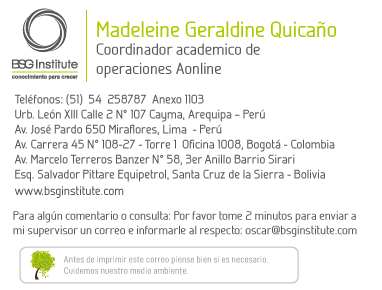 Madeleine Geraldine Quicaño
Coordinador academico de
operaciones Aonline
BSG Institute
conocimiento para crecer
Teléfonos: (51) 54 258787 Anexo 1103
Urb. León XIII Calle 2 N° 107 Cayma, Arequipa – Perú
Av. José Pardo 650 Miraflores, Lima - Perú
Av. Carrera 45 N° 108-27 - Torre 1 Oficina 1008, Bogotá - Colombia
Av. Marcelo Terreros Banzer N° 58, 3er Anillo Barrio Sirari
Esq. Salvador Pittare Equipetrol, Santa Cruz de la Sierra - Bolivia
www.bsginstitute.com
Para algún comentario o consulta: Por favor tome 2 minutos para enviar a
mi supervisor un correo e informarle al respecto: oscar@bsginstitute.com
Antes de imprimir este correo piense bien si es necesario.
Cuidemos nuestro medio ambiente.